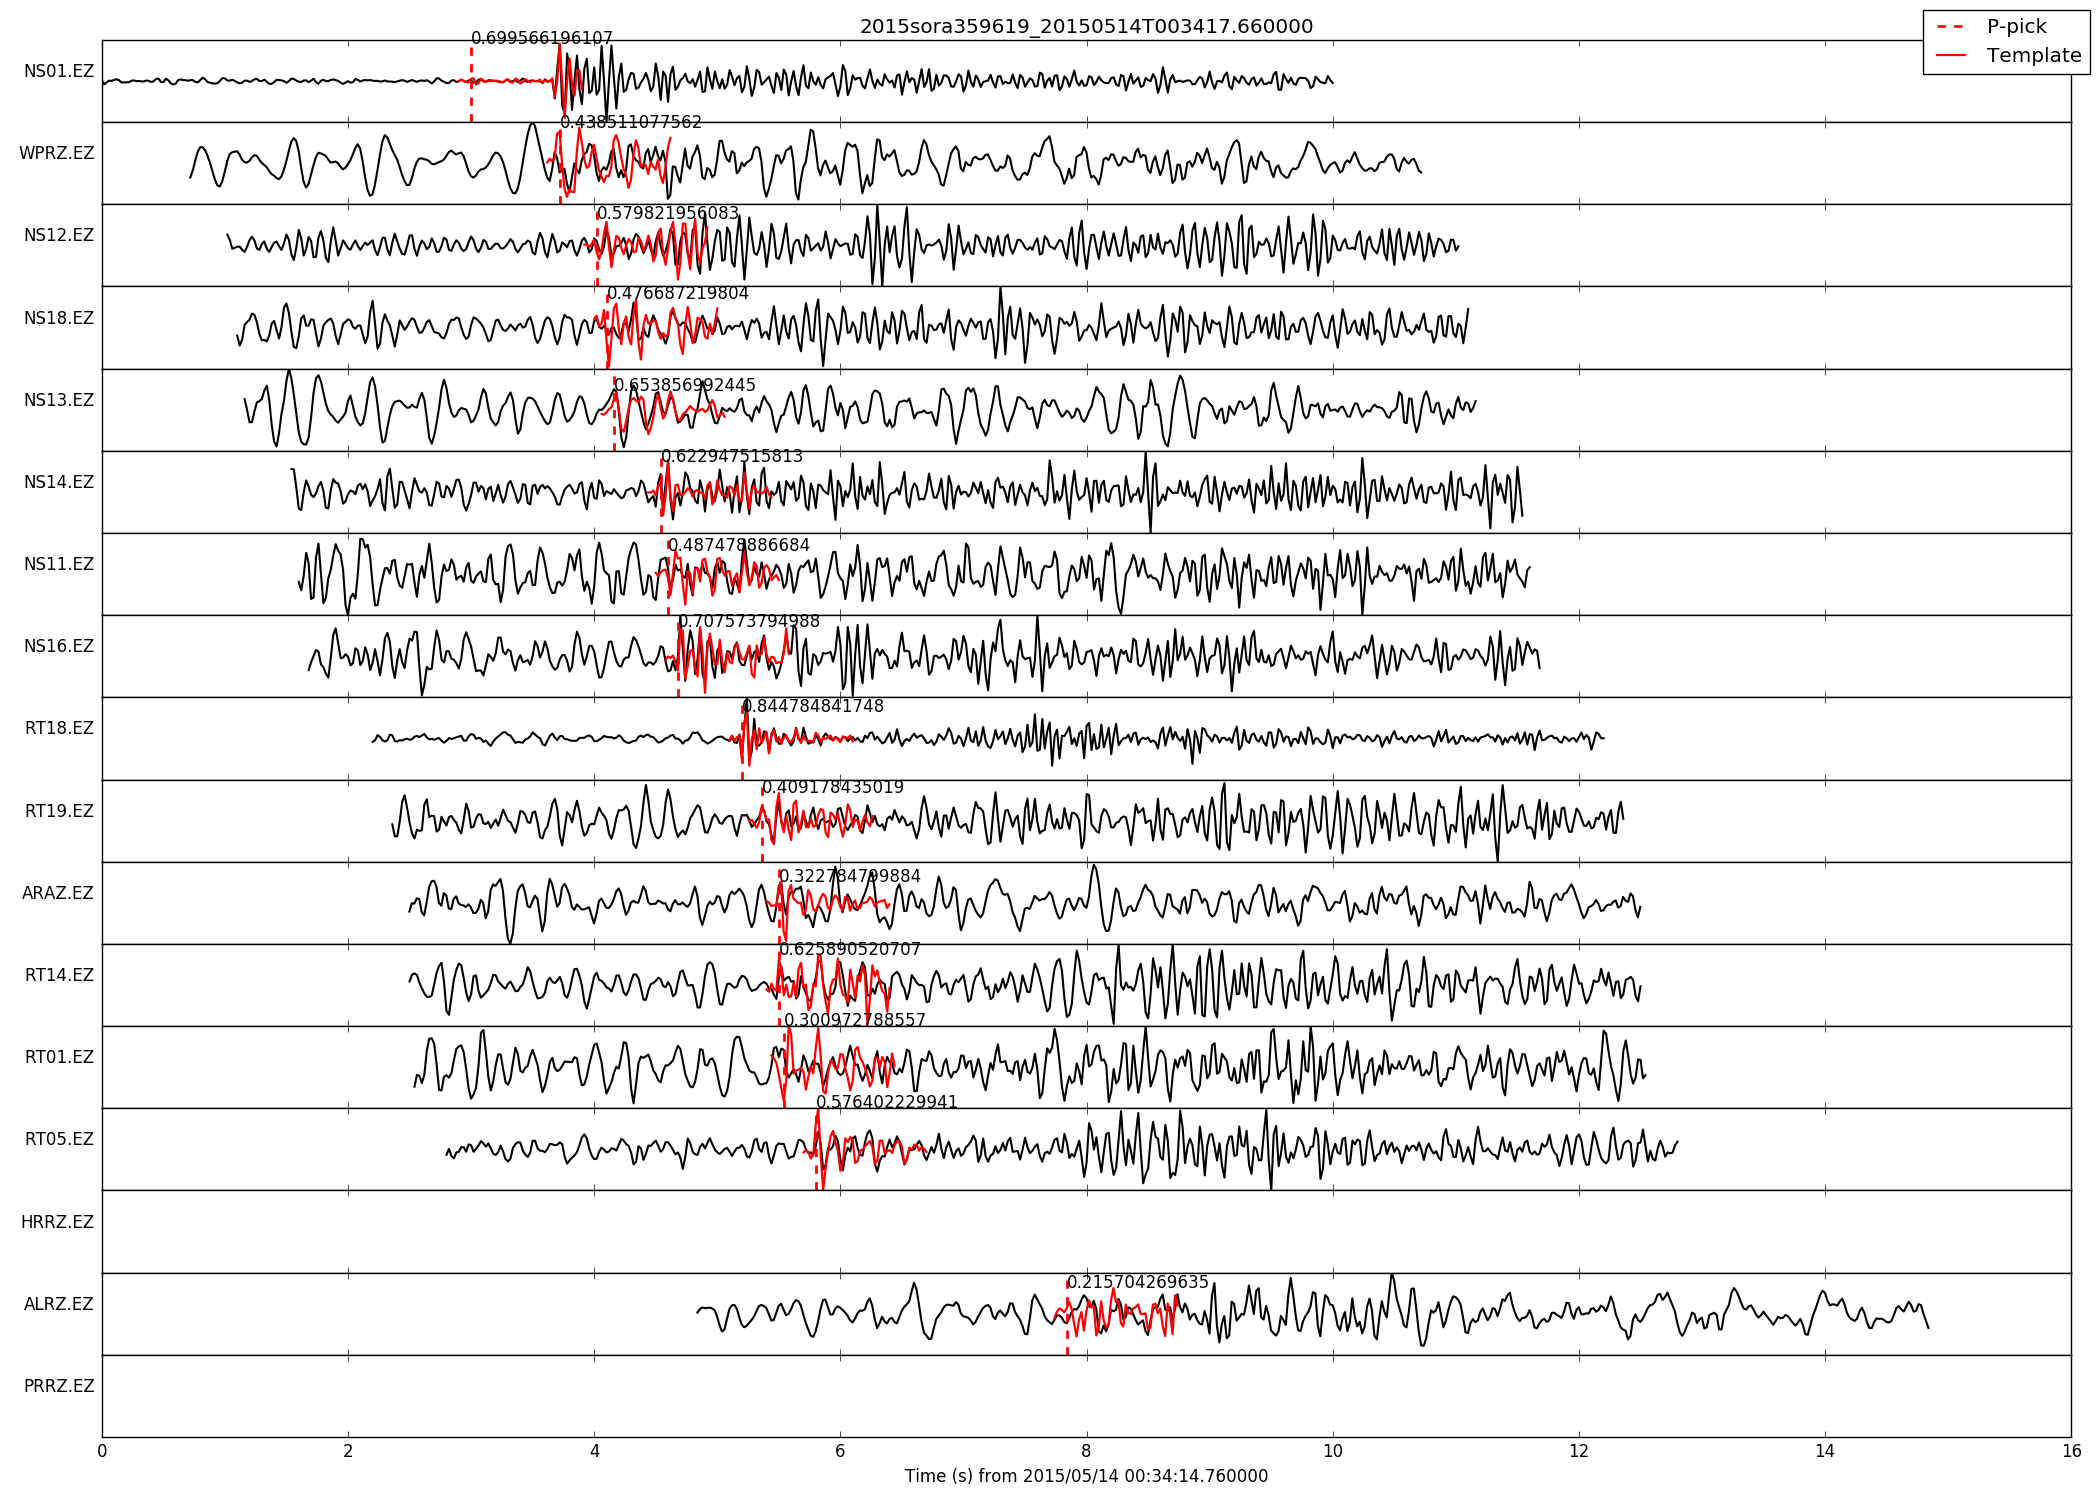 2015sora359619_20150514T003417.660000
P-pick
Template
NS01.EZ
0.699566196107
WPRZ.EZ
0.438511077562
NS12.EZ
0.579821956083
NS18.EZ
0.476687219804
NS13.EZ
0.653856992445
NS14.EZ
0.622947515813
NS11.EZ
0.487478886684
NS16.EZ
0.707573794988
RT18.EZ
0.844784841748
RT19.EZ
0.409178435019
ARAZ.EZ
0.322784799884
RT14.EZ
0.625890520707
RT01.EZ
0.300972788557
RT05.EZ
0.576402229941
HRRZ.EZ
ALRZ.EZ
0.215704269635
PRRZ.EZ
0 2 4 6 8 10 12 14 16
Time (s) from 2015/05/14 00:34:14.760000